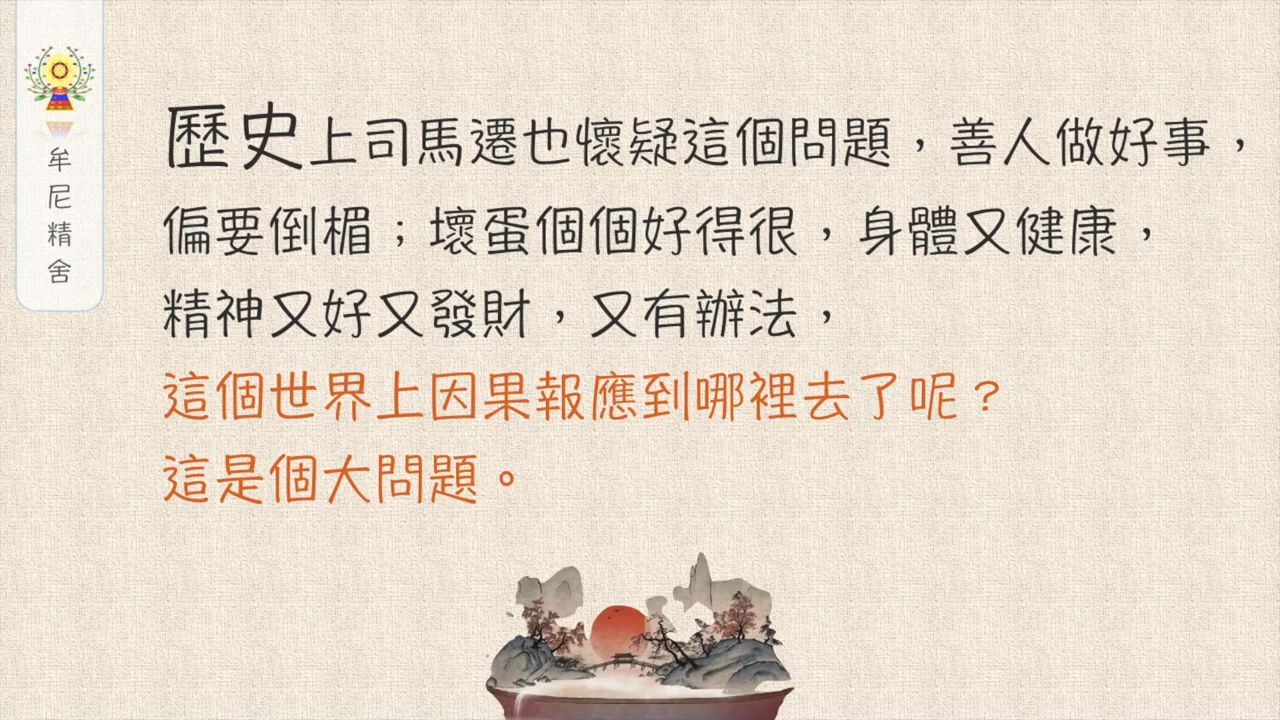 牟尼精舍
歷史上司馬遷也懷疑這個問題，善人做好事，
偏要倒楣；壞蛋個個好得很，身體又健康，
精神又好又發財，又有辦法，
這個世界上因果報應到哪裡去了呢？
這是個大問題。